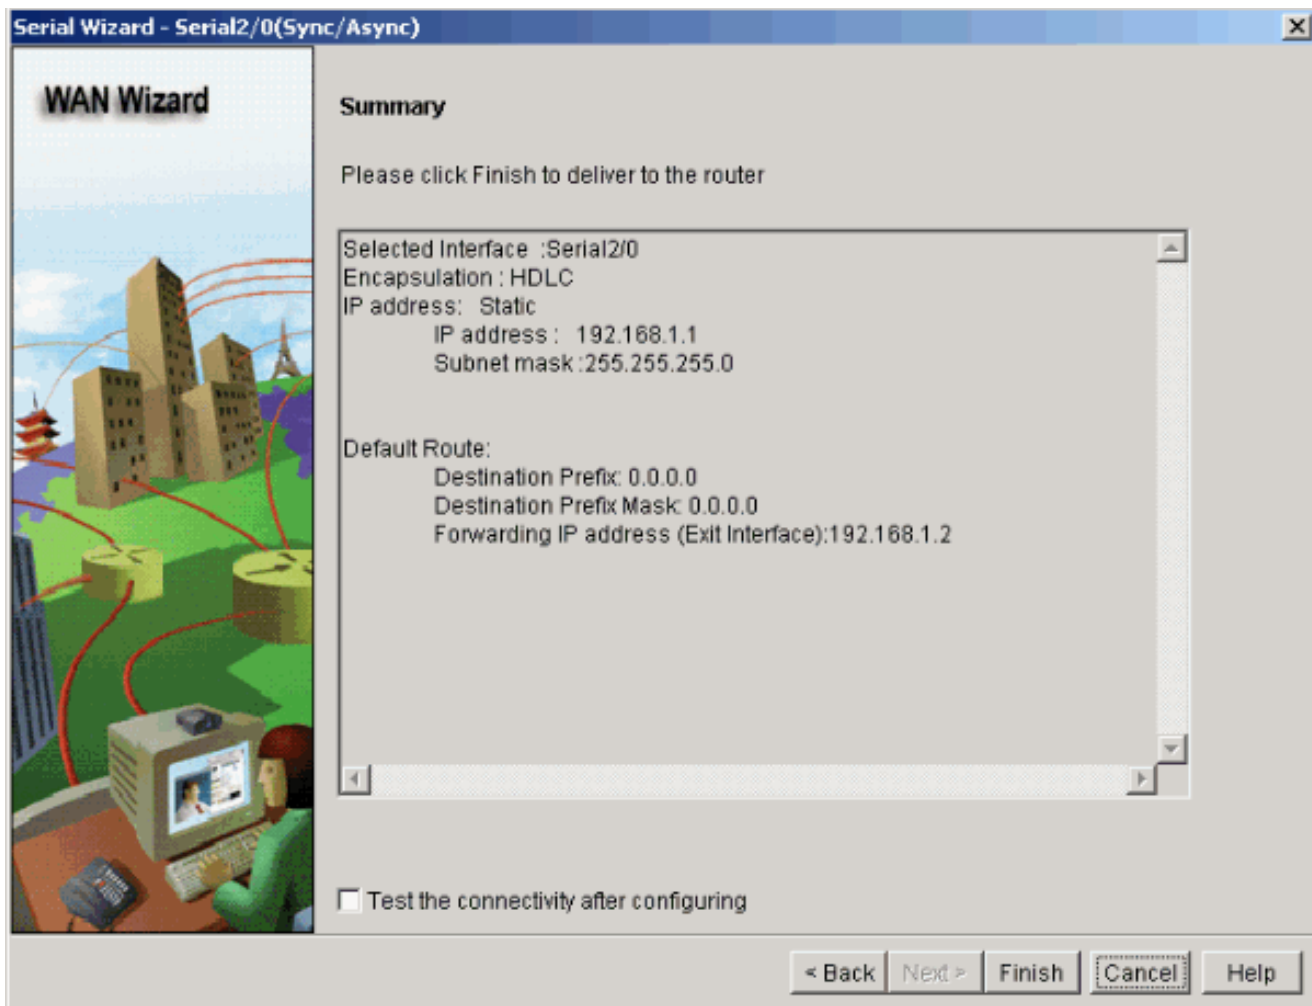 Serial Wizard - Serial2/0(Sync/Async)
WAN Wizard
Summary
Please click Finish to deliver to the router
Selected Interface :Serial2/0
Encapsulation : HDLC
IP address: Static
IP address : 192.168.1.1
Subnet mask :255.255.255.0
Default Route:
Destination Prefix: 0.0.0.0
Destination Prefix Mask: 0.0.0.0
Forwarding IP address (Exit Interface):192.168.1.2
Test the connectivity after configuring
< Back Next > Finish Cancel Help